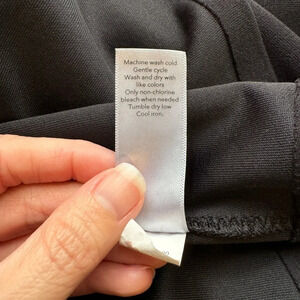 Machine wash cold
Gentle cycle
Wash and dry with
like colors
Only non-chlorine
bleach when needed
Tumble dry low
Cool iron.